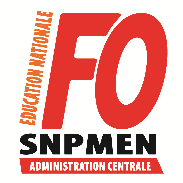 EDUCATION NATIONALE
FO
SNPMEN
ADMINISTRATION CENTRALE